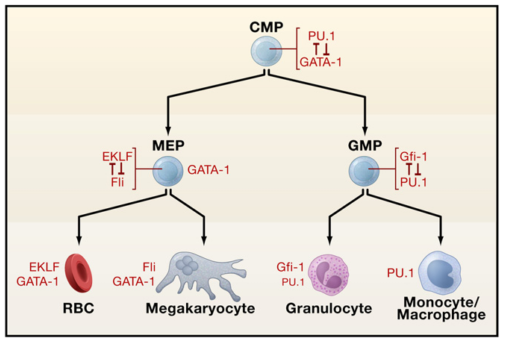 CMP
PU.1
GATA-1
MEP
EKLF
Fli
GATA-1
GMP
Gfi-1
PU.1
EKLF
GATA-1
RBC
Fli
GATA-1
Megakaryocyte
Gfi-1
PU.1
Granulocyte
PU.1
Monocyte/
Macrophage